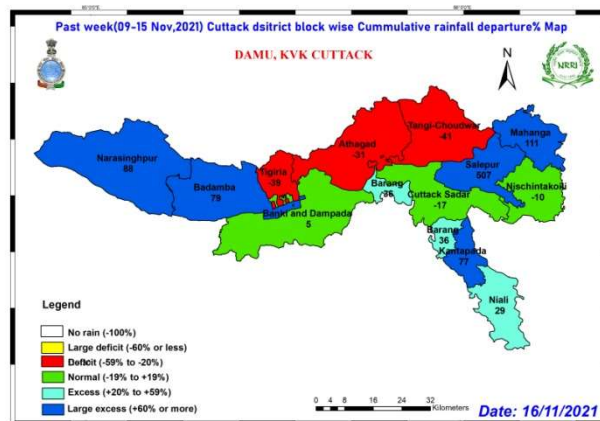 Past week(09-15 Nov,2021) Cuttack dsitrict block wise Cummulative rainfall departure% Map
DAMU, KVK CUTTACK
N
NRRI
Tangi-Choudwar
-41
Mahanga
111
Athagad
-31
Narasinghpur
88
Salepur
507
Tigiria
-39
Badamba
79
Barang
Nischintakoili
-10
Cuttack Sadar
-17
Banki and Dampada
5
Barang
36
Kantapada
77
Niali
29
Legend
No rain (-100%)
Large deficit (-60% or less)
Deficit (-59% to -20%)
Normal (-19% to +19%)
Excess (+20% to +59%)
Large excess (+60% or more)
0 4 8 16 24 32
Kilometers
Date: 16/11/2021